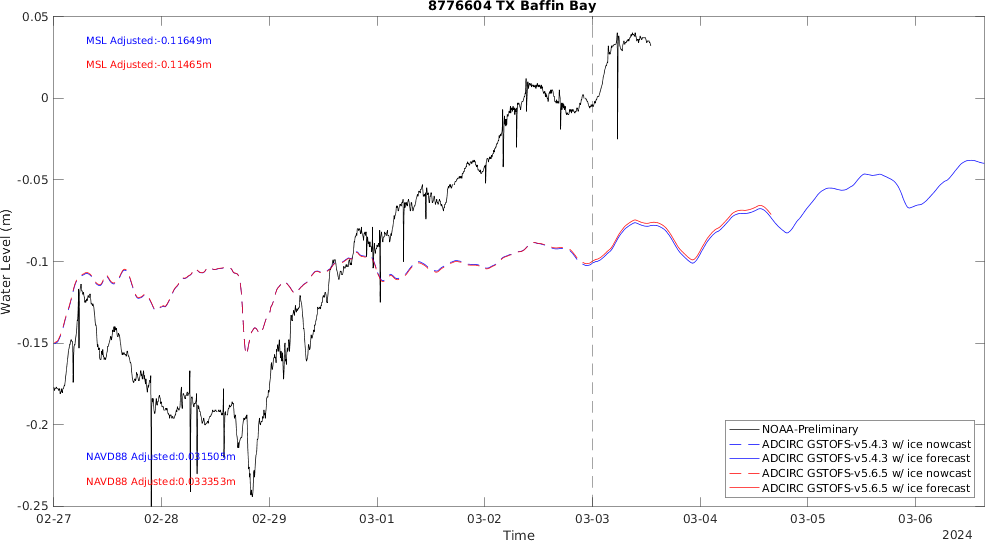 8776604 TX Baffin Bay
0.05
0
-0.05
-0.1
-0.15
-0.2
-0.25
Water Level (m)
MSL Adjusted:-0.11649m
MSL Adjusted:-0.11465m
NAVD88 Adjusted:0.031505m
NAVD88 Adjusted:0.033353m
NOAA-Preliminary
ADCIRC GSTOFS-v5.4.3 w/ ice nowcast
ADCIRC GSTOFS-v5.4.3 w/ ice forecast
ADCIRC GSTOFS-v5.6.5 w/ ice nowcast
ADCIRC GSTOFS-v5.6.5 w/ ice forecast
02-27 02-28 02-29 03-01 03-02 03-03 03-04 03-05 03-06
Time
2024